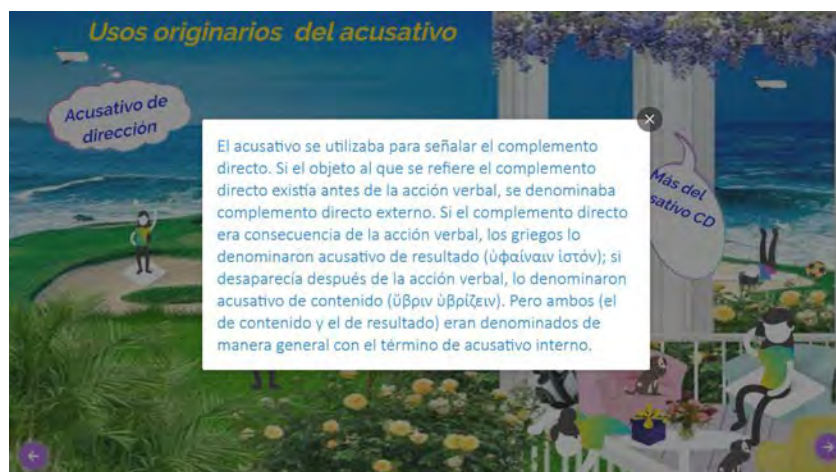 Usos originarios del acusativo
Acusativo de
dirección
El acusativo se utilizaba para señalar el complemento
directo. Si el objeto al que se refiere el complemento
directo existía antes de la acción verbal, se denominaba
complemento directo externo. Si el complemento directo
era consecuencia de la acción verbal, los griegos lo
denominaron acusativo de resultado (ὑφαίναιν ἱστόν); si
desaparecía después de la acción verbal, lo denominaron
acusativo de contenido (ὕβριν ὑβρίζειν). Pero ambos (el
de contenido y el de resultado) eran denominados de
manera general con el término de acusativo interno.
Más del
sativo CD